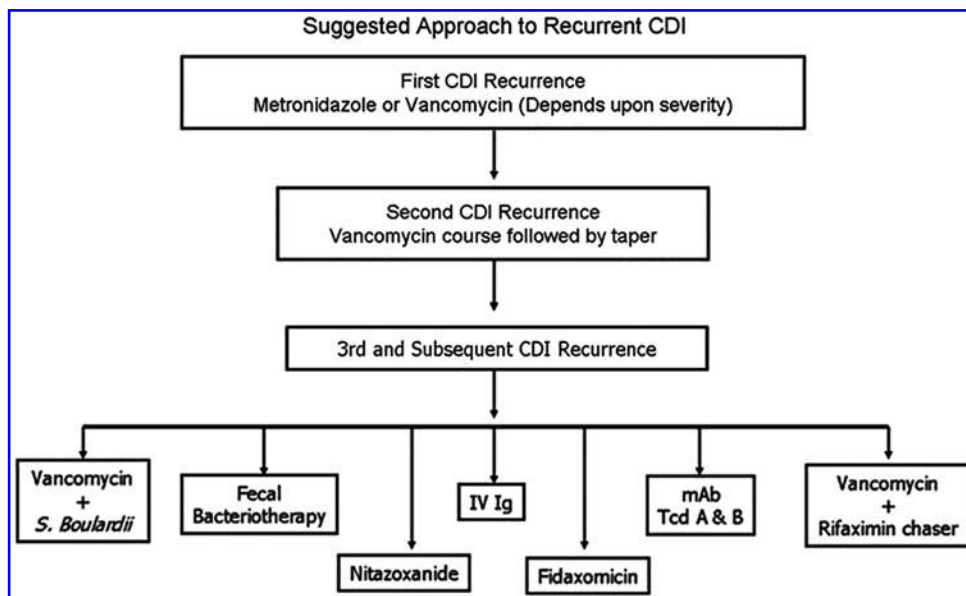 Suggested Approach to Recurrent CDI
First CDI Recurrence
Metronidazole or Vancomycin (Depends upon severity)
Second CDI Recurrence
Vancomycin course followed by taper
3rd and Subsequent CDI Recurrence
Vancomycin
+
S. Boulardii
Fecal
Bacteriotherapy
Nitazoxanide
IV Ig
Fidaxomicin
mAb
Tcd A & B
Vancomycin
+
Rifaximin chaser